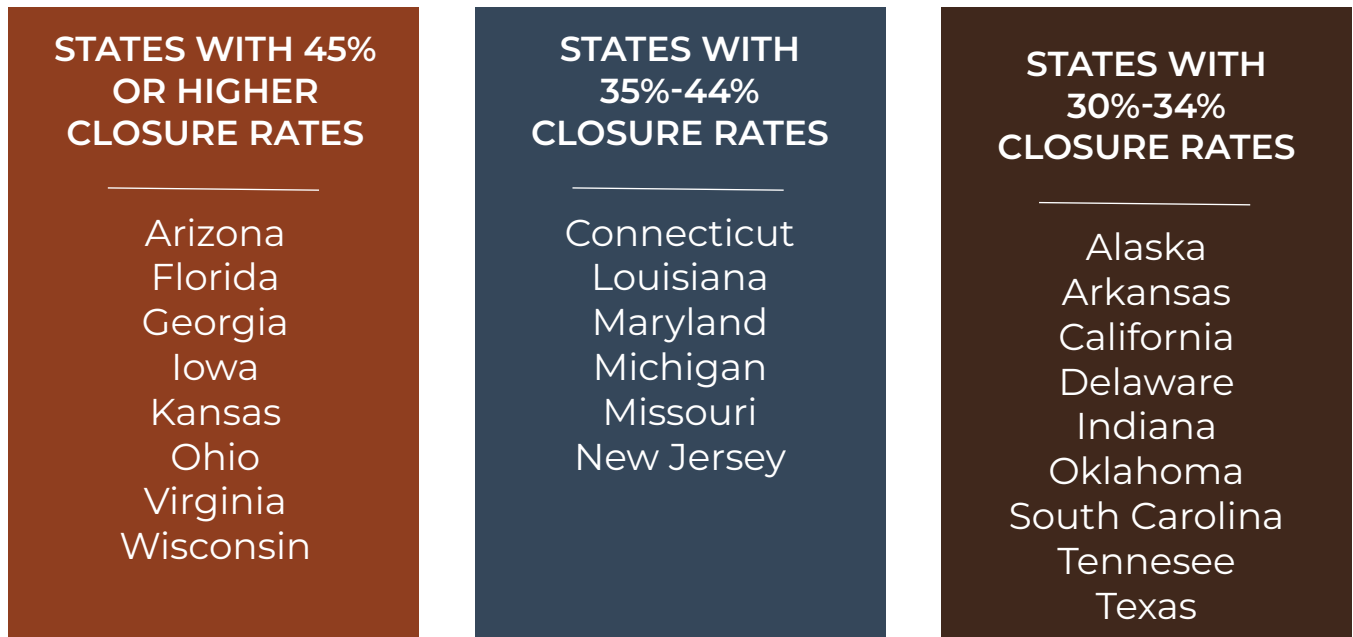 STATES WITH 45%
OR HIGHER
CLOSURE RATES
Arizona
Florida
Georgia
Iowa
Kansas
Ohio
Virginia
Wisconsin
STATES WITH
35%-44%
CLOSURE RATES
Connecticut
Louisiana
Maryland
Michigan
Missouri
New Jersey
STATES WITH
30%-34%
CLOSURE RATES
Alaska
Arkansas
California
Delaware
Indiana
Oklahoma
South Carolina
Tennesee
Texas